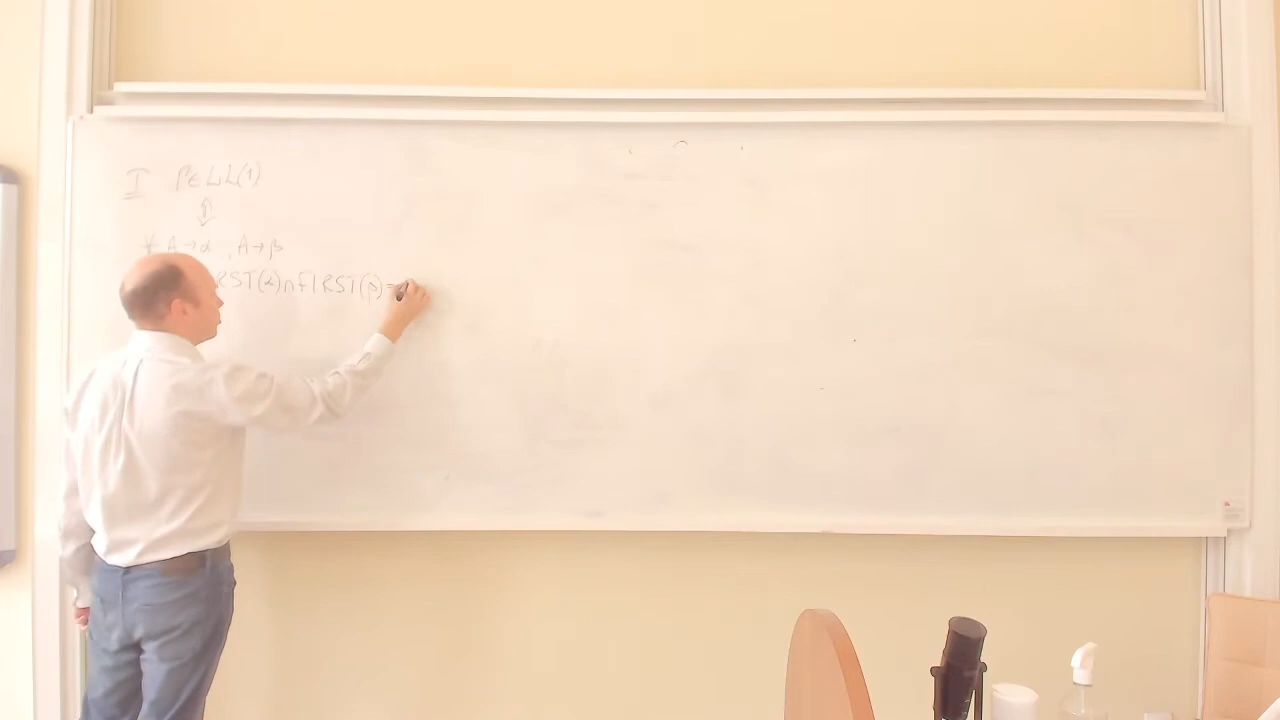 I Γ ∈ LL(1)
⇕
∀ A → α, A → β
RST(α) ∩ FIRST(β) =